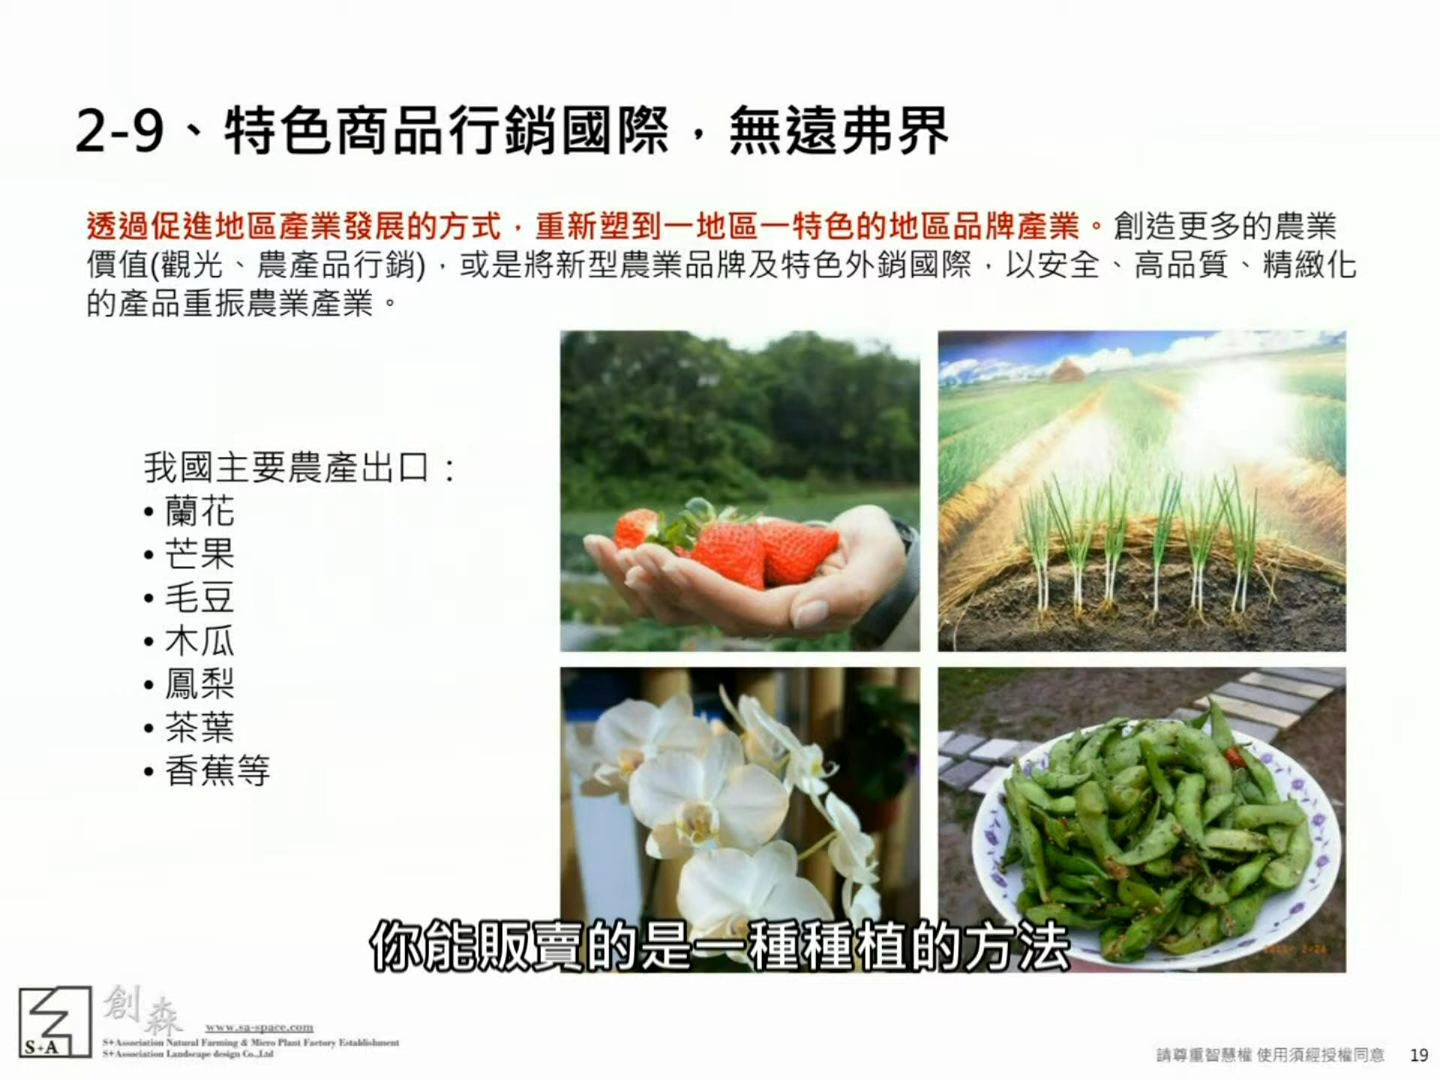 2-9、特色商品行銷國際，無遠弗界
透過促進地區產業發展的方式，重新塑到一地區一特色的地區品牌產業。創造更多的農業
價值(觀光、農產品行銷)，或是將新型農業品牌及特色外銷國際，以安全、高品質、精緻化
的產品重振農業產業。
我國主要農產出口：
• 蘭花
• 芒果
• 毛豆
• 木瓜
• 鳳梨
• 茶葉
• 香蕉等
你能販賣的是一種種植的方法
創森
www.sa-space.com
S+A
S+Association Natural Farming & Micro Plant Factory Establishment
S+Association Landscape design Co.,Ltd
請尊重智慧權 使用須經授權同意
19